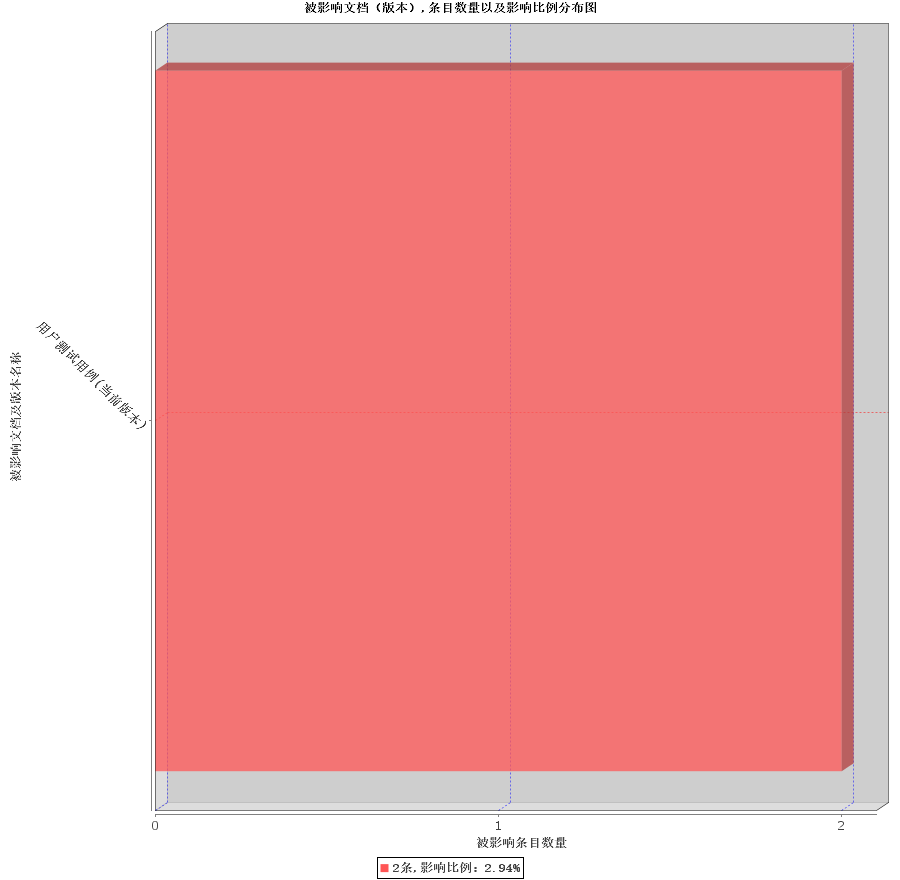 被影响文档（版本）,条目数量以及影响比例分布图
被影响文档及版本名称
用户测试用例(当前版本)
0
1
2
被影响条目数量
2条,影响比例: 2.94%